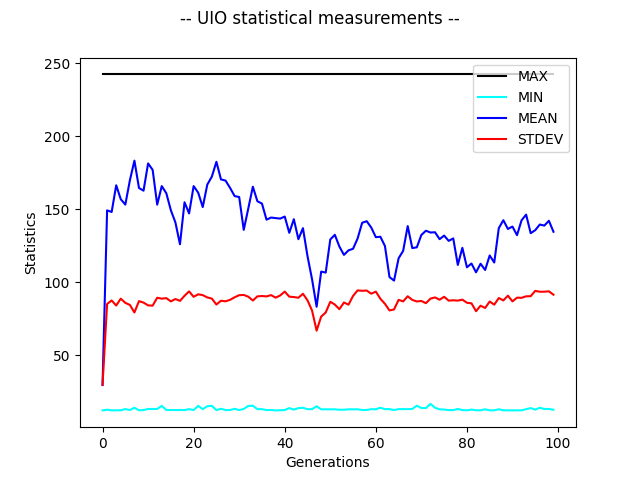 -- UIO statistical measurements --
250
200
150
100
50
Statistics
MAX
MIN
MEAN
STDEV
0
20
40
60
80
100
Generations